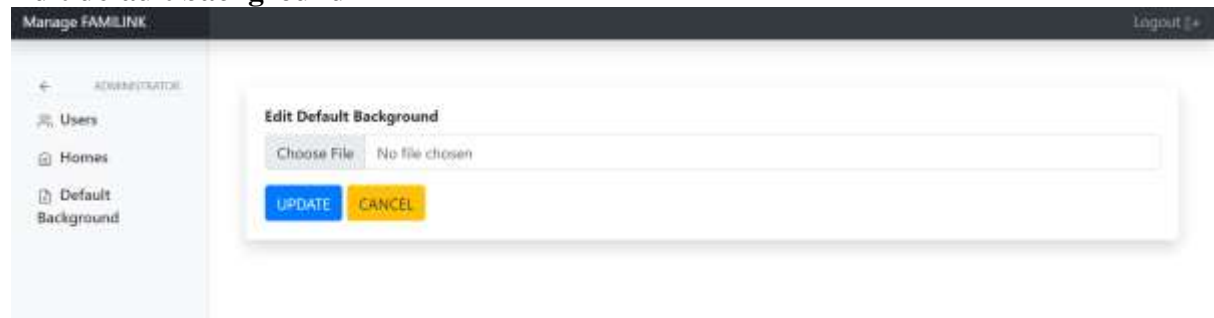 Manage FAMILINK
Logout
ADMINISTRATOR
Users
Homes
Default
Background
Edit Default Background
Choose File No file chosen
UPDATE CANCEL